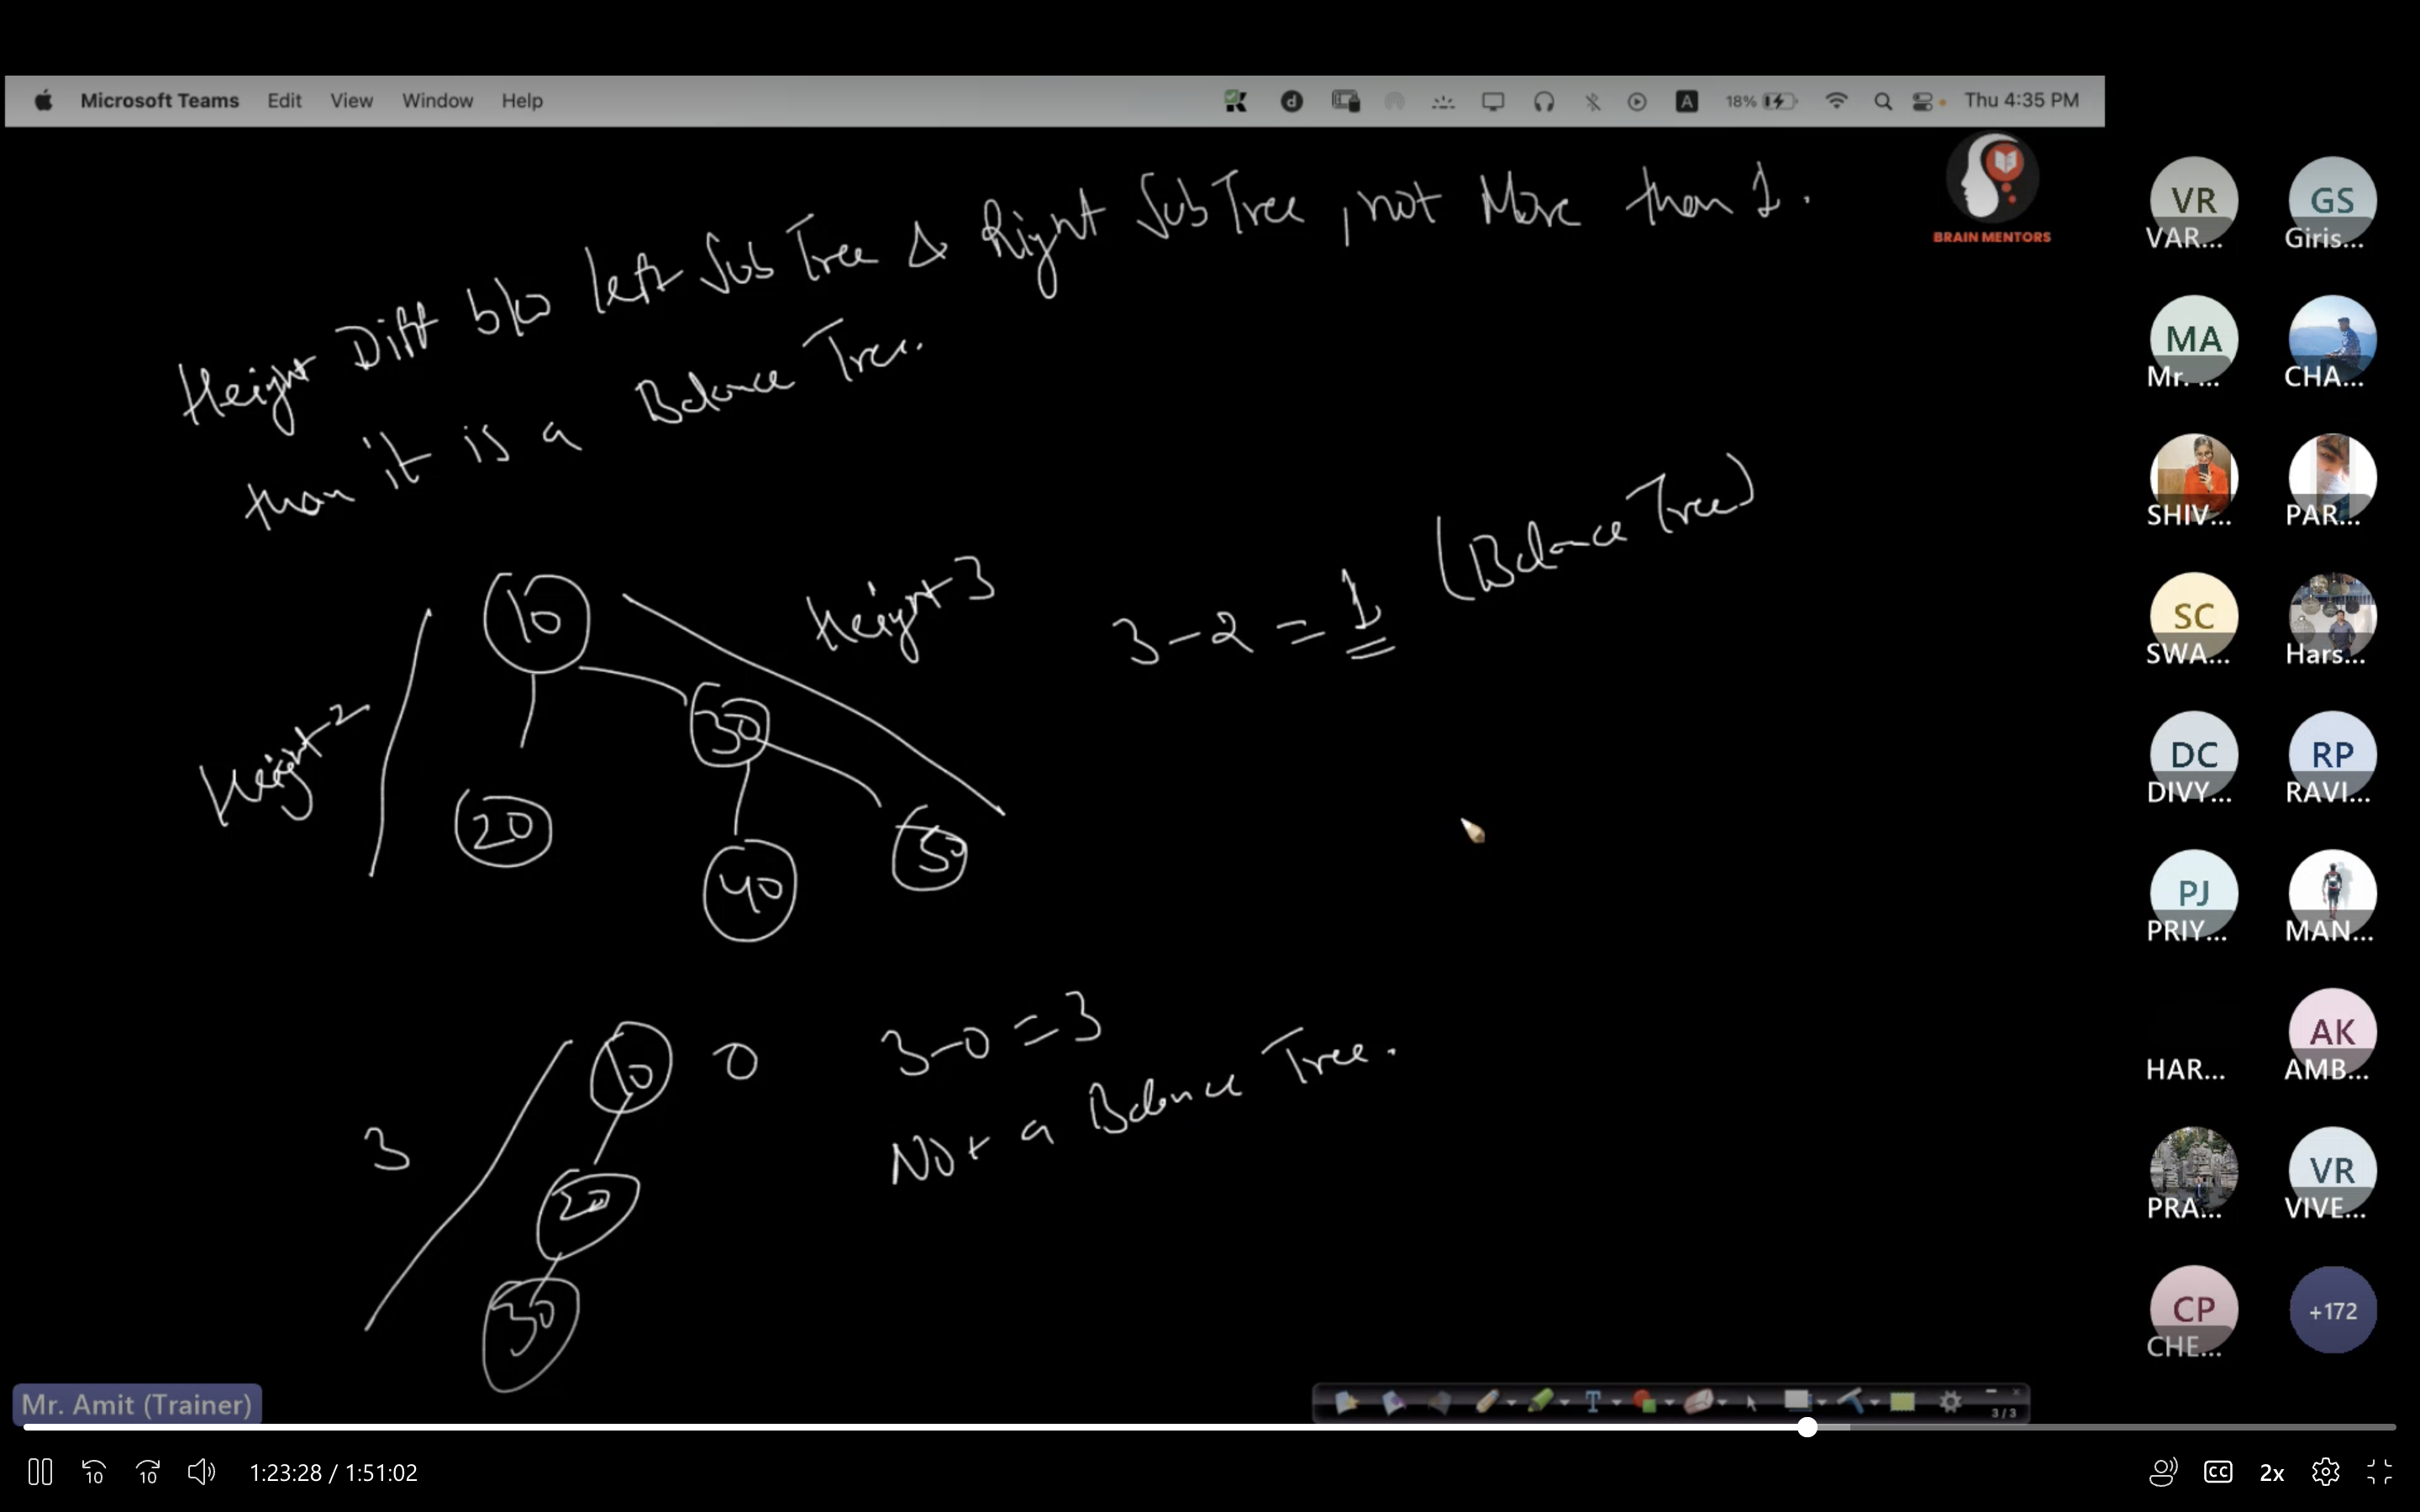 Microsoft Teams Edit View Window Help
18% A Thu 4:35 PM
BRAIN MENTORS
Height Diff b/w left Sub Tree & Right Sub Tree, not More than 1.
than it is a Balance Tree.
Height 3
3-2=1 (Balance Tree)
10
Height 2
30
20
40
50
10 0
3-0=3
3
Not a Balance Tree.
20
30
VR GS
VAR... Giris...
MA
Mr. ... CHA...
SHIV... PAR...
SC
SWA... Hars...
DC RP
DIVY... RAVI...
PJ
PRIY... MAN...
AK
HAR... AMB...
VR
PRA... VIVE...
CP +172
CHE...
Mr. Amit (Trainer)
T
3/3
10 10 1:23:28 / 1:51:02
CC 2x